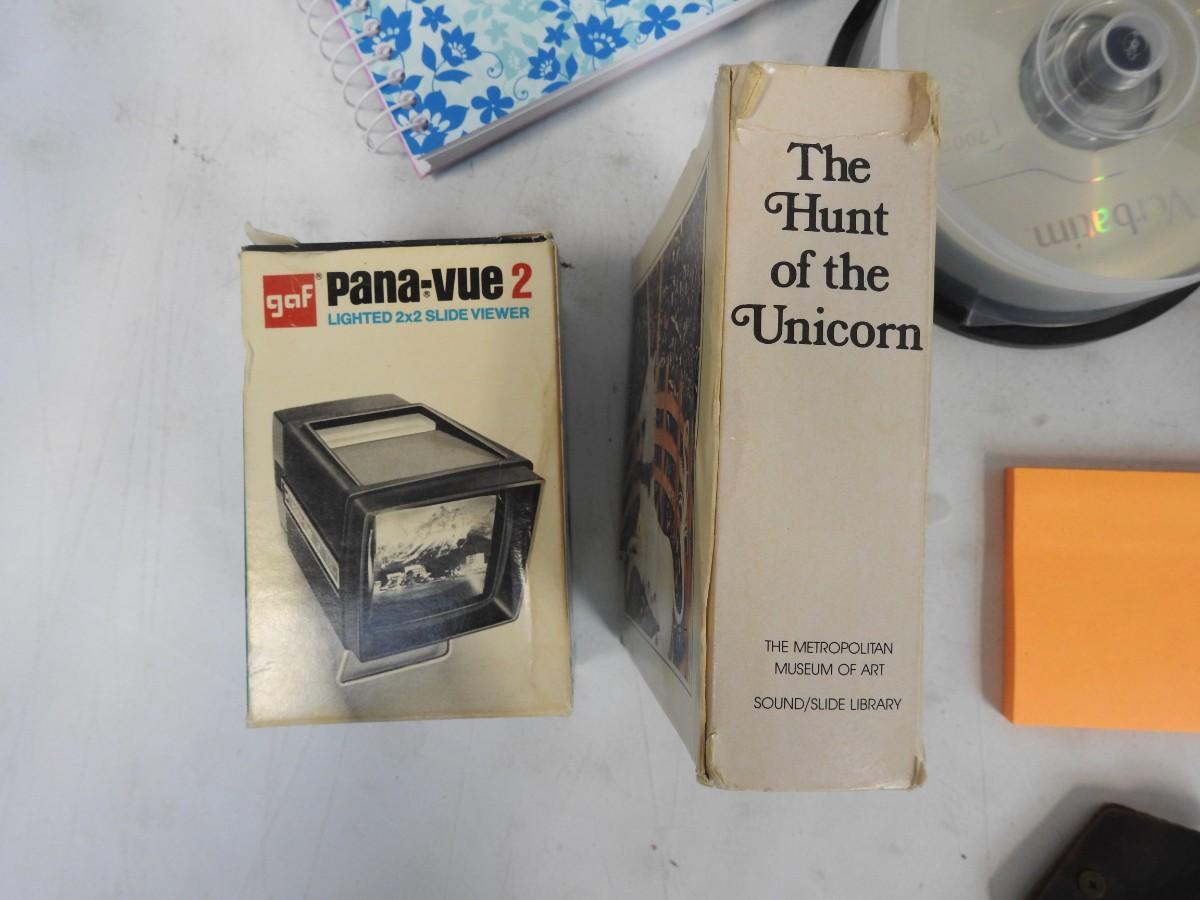 gaf® pana-vue® 2
LIGHTED 2x2 SLIDE VIEWER
The
Hunt
of the
Unicorn
THE METROPOLITAN
MUSEUM OF ART
SOUND/SLIDE LIBRARY
Verbatim
700